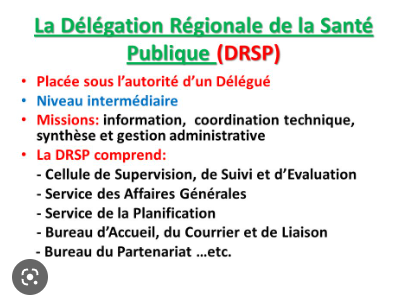 La Délégation Régionale de la Santé
Publique (DRSP)
• Placée sous l'autorité d'un Délégué
• Niveau intermédiaire
• Missions: information, coordination technique,
synthèse et gestion administrative
• La DRSP comprend:
- Cellule de Supervision, de Suivi et d'Evaluation
- Service des Affaires Générales
- Service de la Planification
- Bureau d'Accueil, du Courrier et de Liaison
- Bureau du Partenariat ...etc.